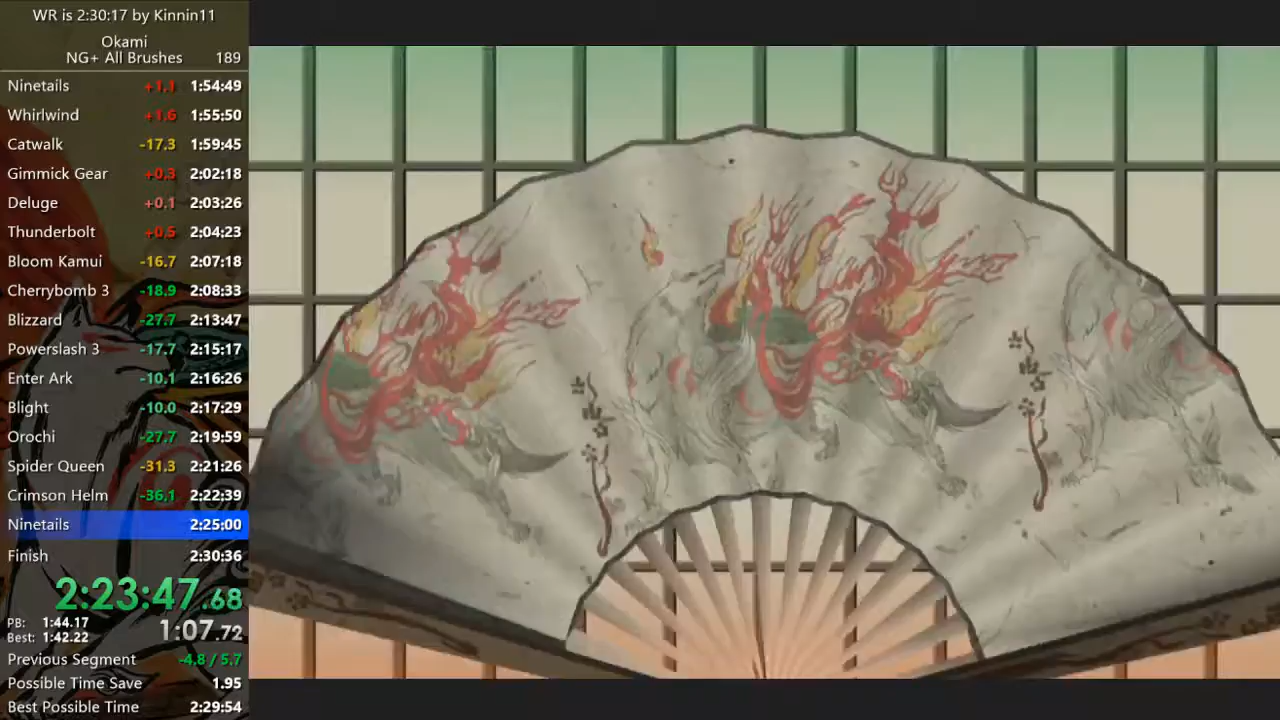 WR is 2:30:17 by Kinnin11
Okami
NG+ All Brushes 189
Ninetails +1.1 1:54:49
Whirlwind +1.6 1:55:50
Catwalk -17.3 1:59:45
Gimmick Gear +0.3 2:02:18
Deluge +0.1 2:03:26
Thunderbolt +0.5 2:04:23
Bloom Kamui -16.7 2:07:18
Cherrybomb 3 -18.9 2:08:33
Blizzard -27.7 2:13:47
Powerslash 3 -17.7 2:15:17
Enter Ark -10.1 2:16:26
Blight -10.0 2:17:29
Orochi -27.7 2:19:59
Spider Queen -31.3 2:21:26
Crimson Helm -36.1 2:22:39
Ninetails 2:25:00
Finish 2:30:36
2:23:47.68
PB: 1:44.17
Best: 1:42.22 1:07.72
Previous Segment -4.8 / 5.7
Possible Time Save 1.95
Best Possible Time 2:29:54